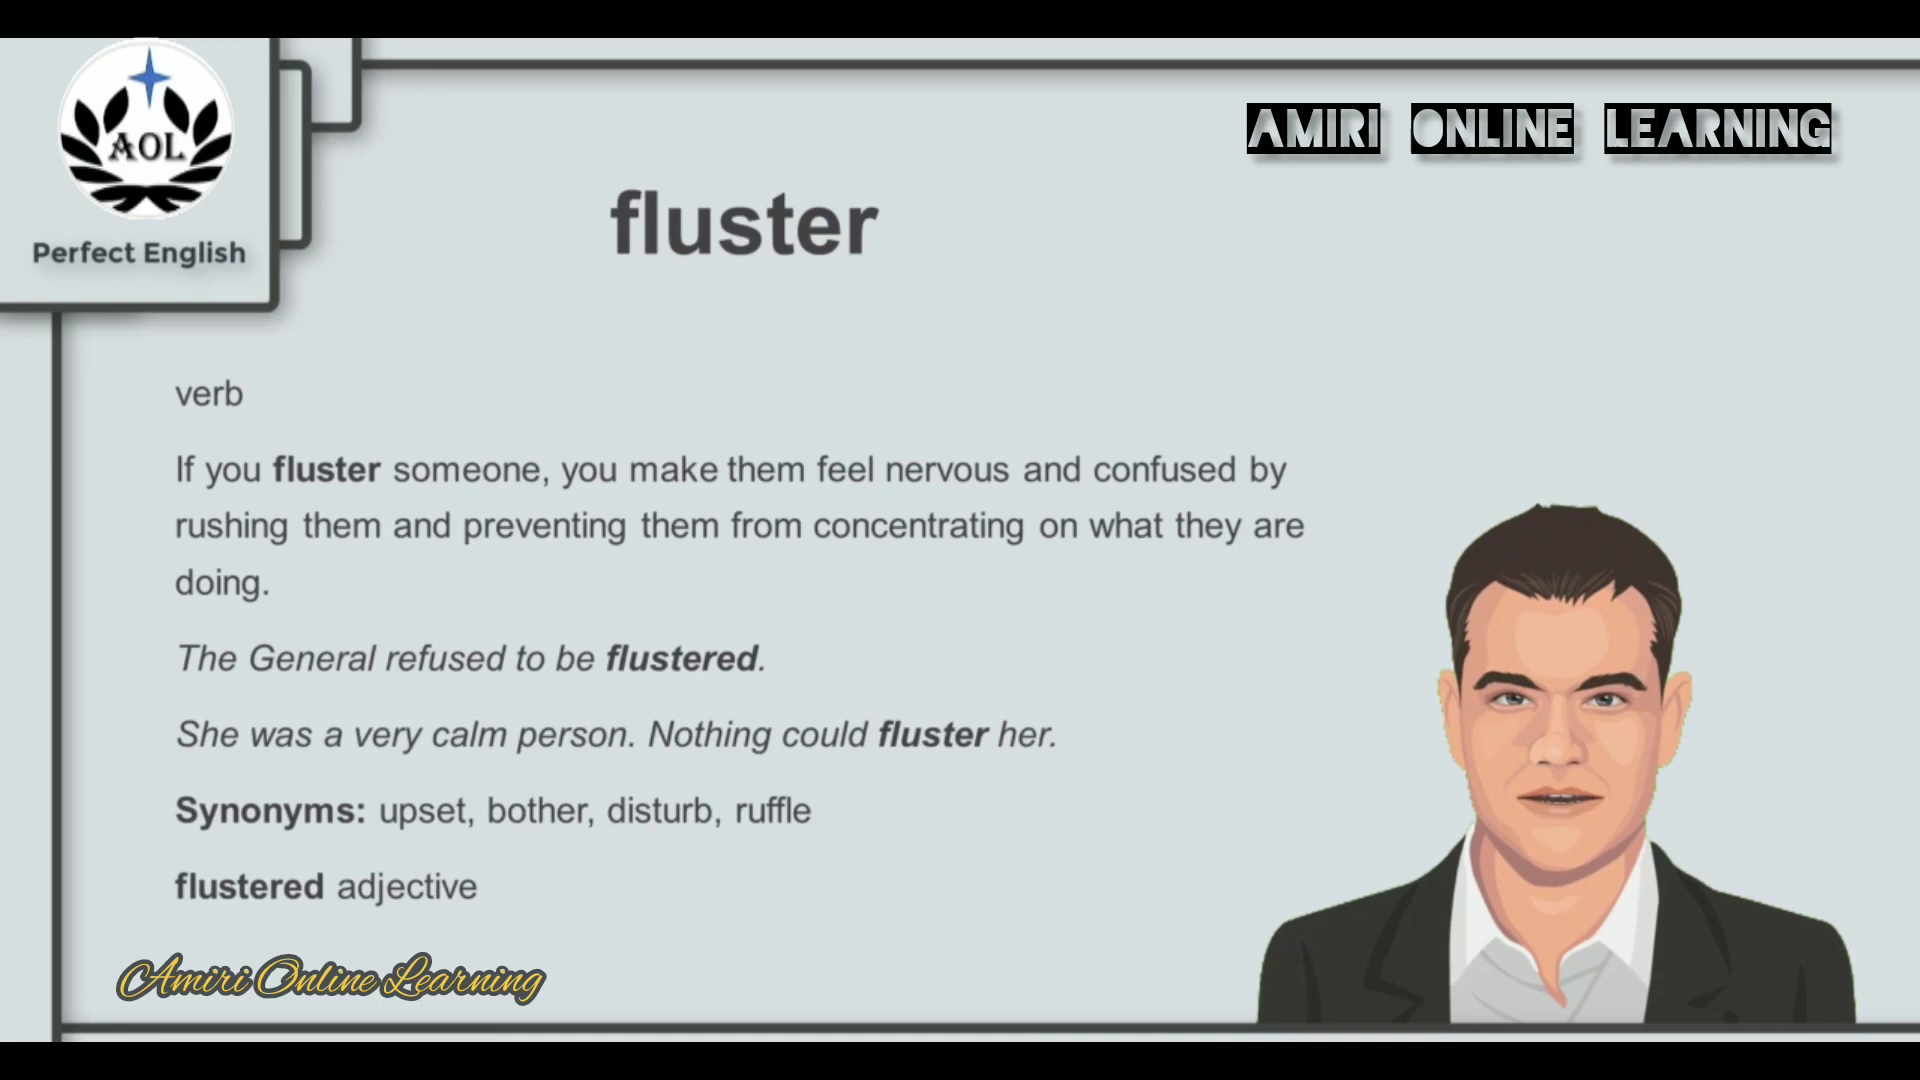 AOL
Perfect English
AMIRI ONLINE LEARNING
fluster
verb
If you fluster someone, you make them feel nervous and confused by
rushing them and preventing them from concentrating on what they are
doing.
The General refused to be flustered.
She was a very calm person. Nothing could fluster her.
Synonyms: upset, bother, disturb, ruffle
flustered adjective
Amiri Online Learning